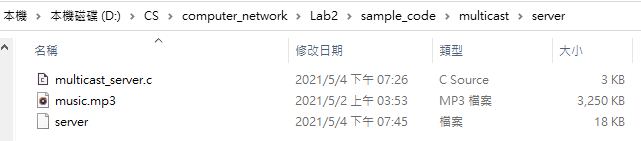 本機 > 本機磁碟 (D:) > CS > computer_network > Lab2 > sample_code > multicast > server
名稱 修改日期 類型 大小
multicast_server.c 2021/5/4 下午 07:26 C Source 3 KB
music.mp3 2021/5/2 上午 03:53 MP3 檔案 3,250 KB
server 2021/5/4 下午 07:45 檔案 18 KB